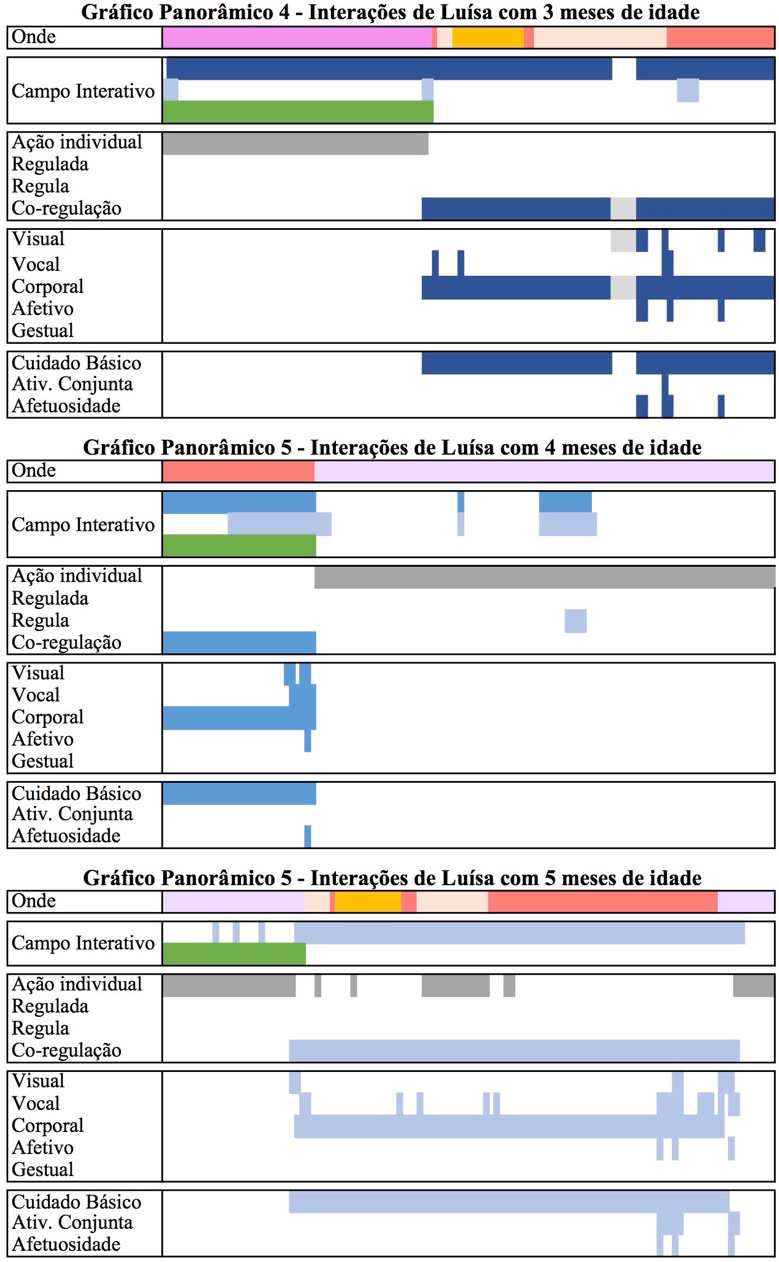 Gráfico Panorâmico 4 - Interações de Luísa com 3 meses de idade
Onde
Campo Interativo
Ação individual
Regulada
Regula
Co-regulação
Visual
Vocal
Corporal
Afetivo
Gestual
Cuidado Básico
Ativ. Conjunta
Afetuosidade
Gráfico Panorâmico 5 - Interações de Luísa com 4 meses de idade
Onde
Campo Interativo
Ação individual
Regulada
Regula
Co-regulação
Visual
Vocal
Corporal
Afetivo
Gestual
Cuidado Básico
Ativ. Conjunta
Afetuosidade
Gráfico Panorâmico 5 - Interações de Luísa com 5 meses de idade
Onde
Campo Interativo
Ação individual
Regulada
Regula
Co-regulação
Visual
Vocal
Corporal
Afetivo
Gestual
Cuidado Básico
Ativ. Conjunta
Afetuosidade